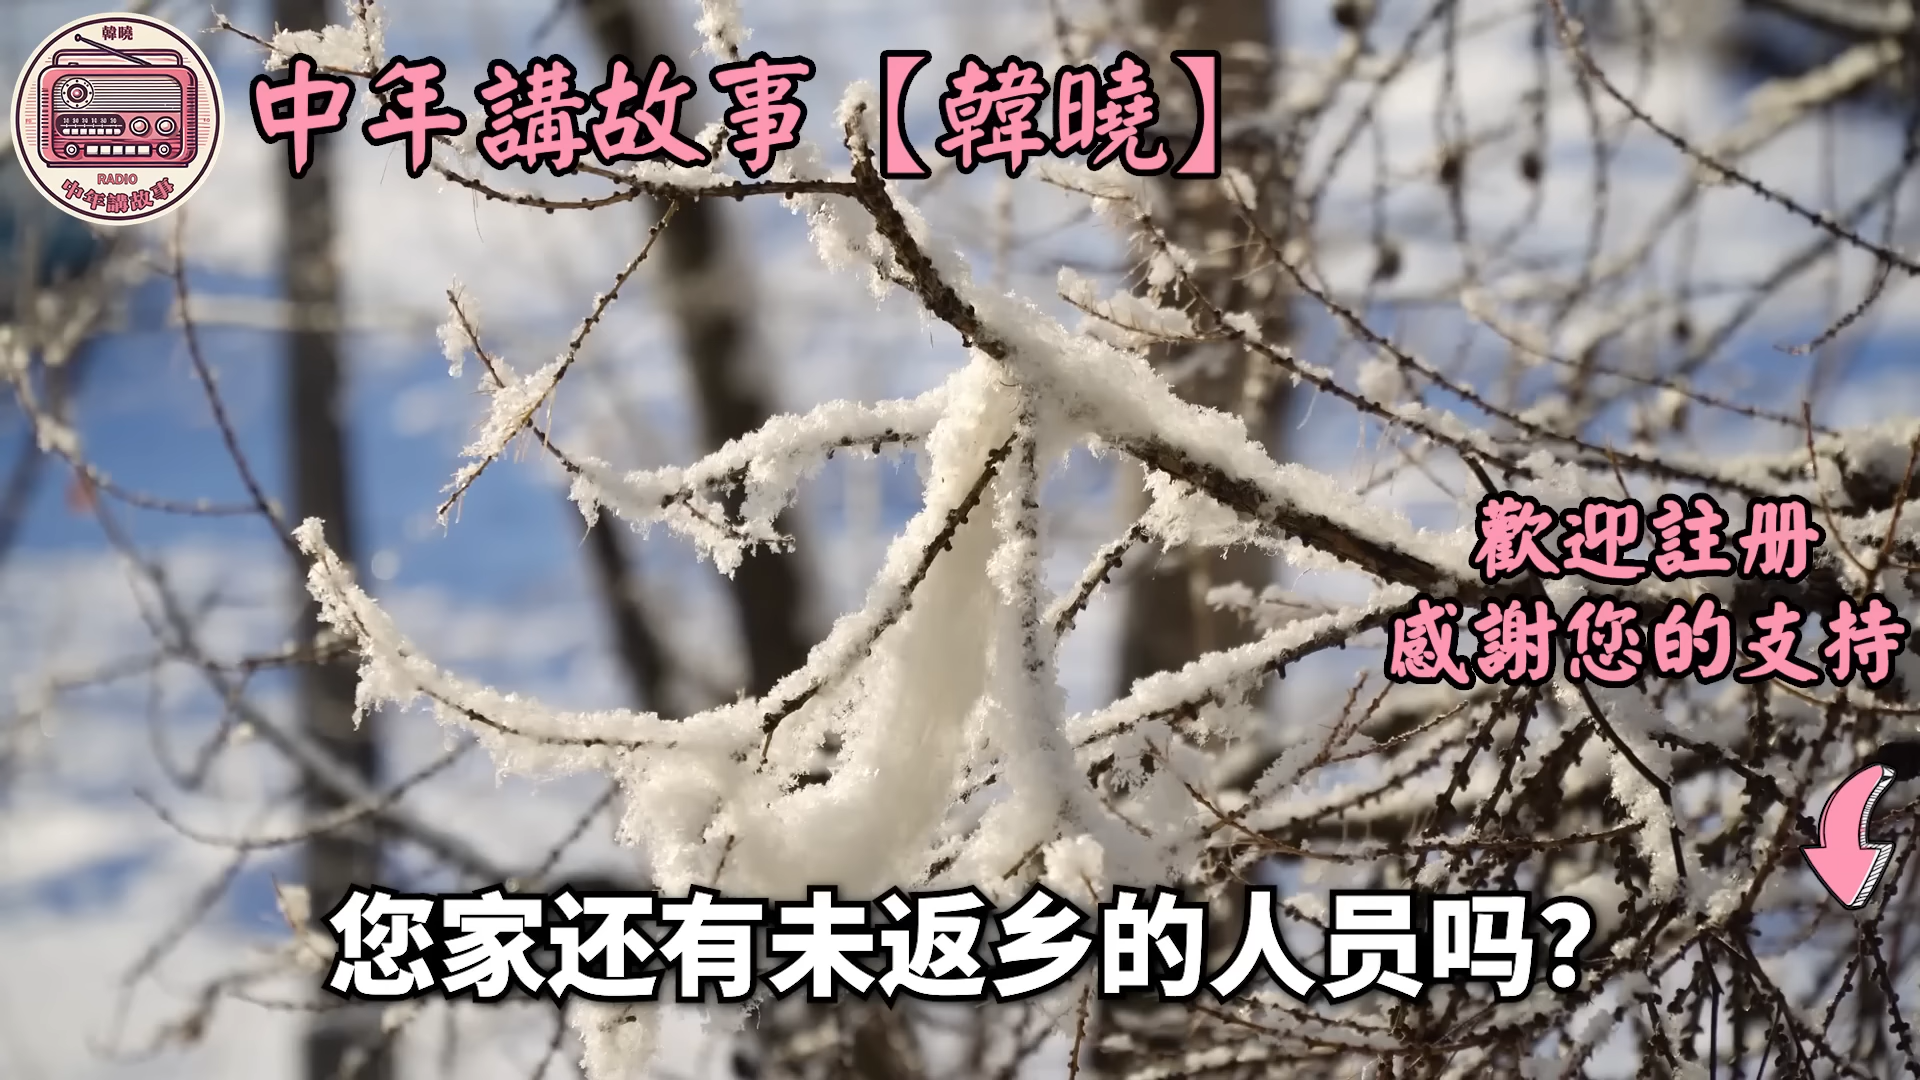 韓曉
RADIO
中年講故事
中年講故事【韓曉】
歡迎註册
感謝您的支持
您家还有未返乡的人员吗?